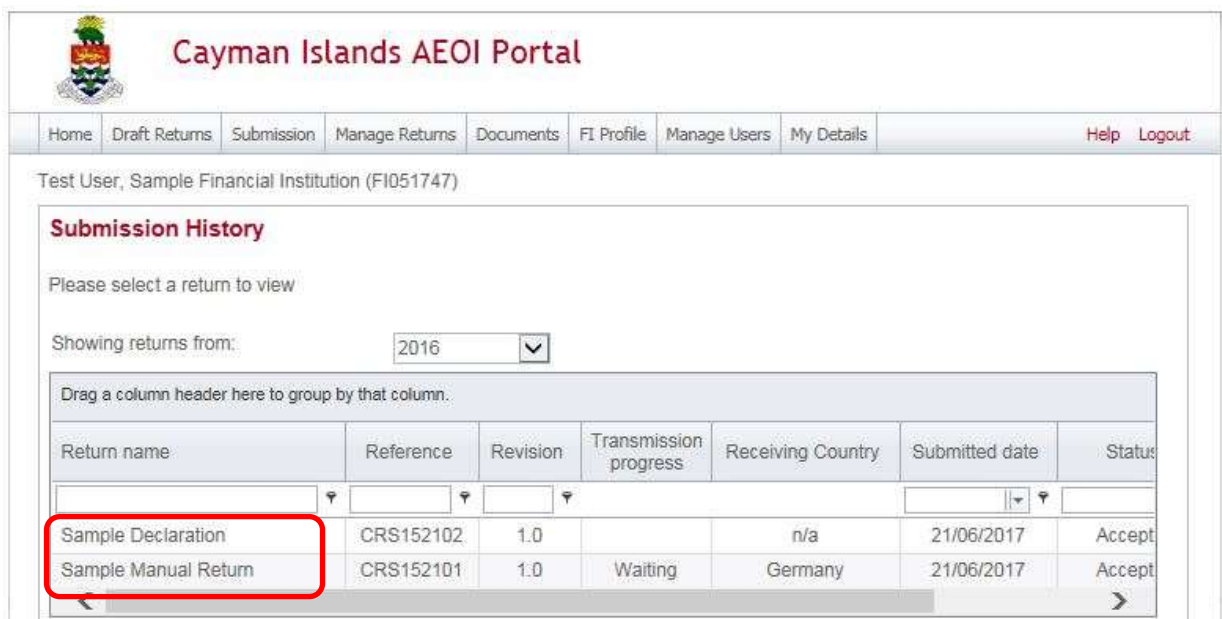 Cayman Islands AEOI Portal
Home Draft Returns Submission Manage Returns Documents FI Profile Manage Users My Details Help Logout
Test User, Sample Financial Institution (FI051747)
Submission History
Please select a return to view
Showing returns from: 2016
Drag a column header here to group by that column.
Return name Reference Revision Transmission progress Receiving Country Submitted date Status
Sample Declaration CRS152102 1.0 n/a 21/06/2017 Accept
Sample Manual Return CRS152101 1.0 Waiting Germany 21/06/2017 Accept